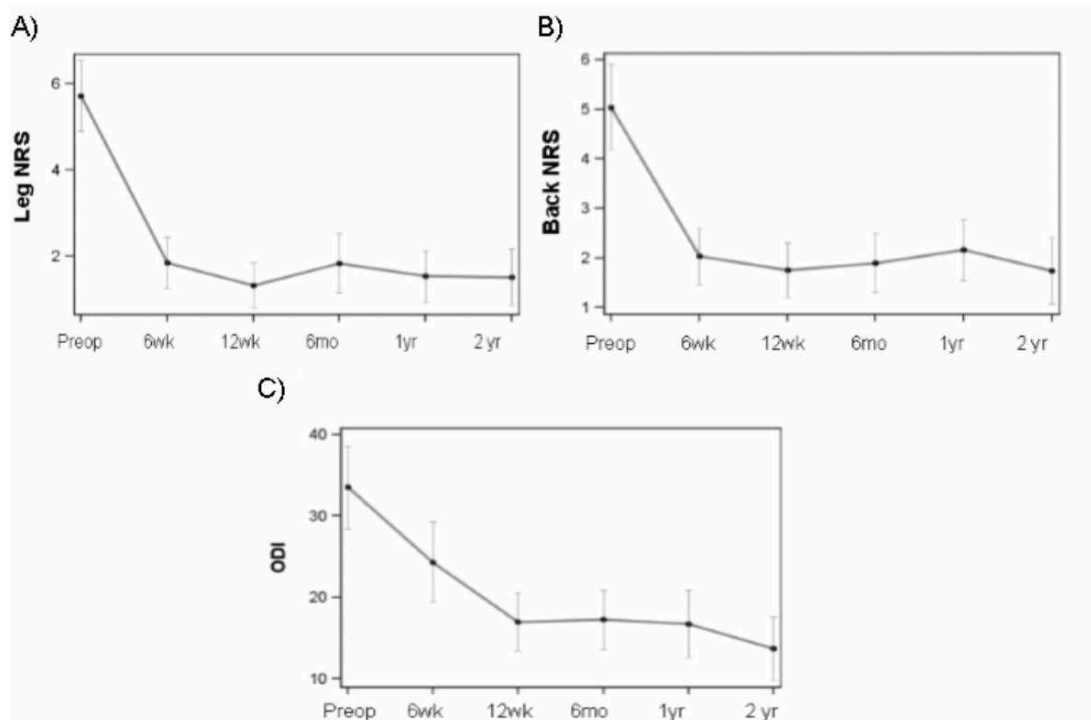 A)
Leg NRS
6
4
2
Preop 6wk 12wk 6mo 1yr 2 yr
B)
Back NRS
6
5
4
3
2
1
Preop 6wk 12wk 6mo 1yr 2 yr
C)
ODI
40
30
20
10
Preop 6wk 12wk 6mo 1yr 2 yr